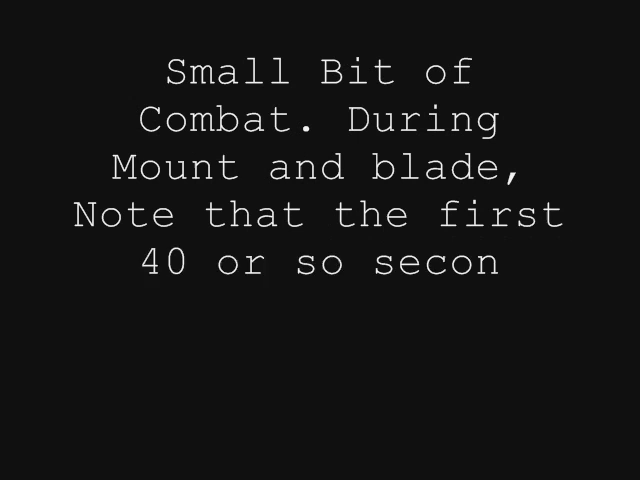 Small Bit of
Combat. During
Mount and blade,
Note that the first
40 or so secon